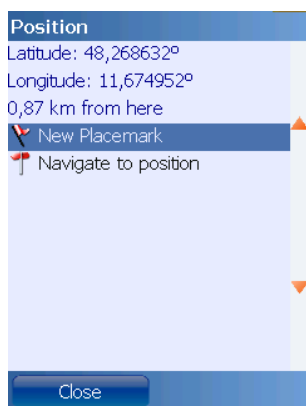 Position
Latitude: 48,268632º
Longitude: 11,674952º
0,87 km from here
New Placemark
Navigate to position
Close